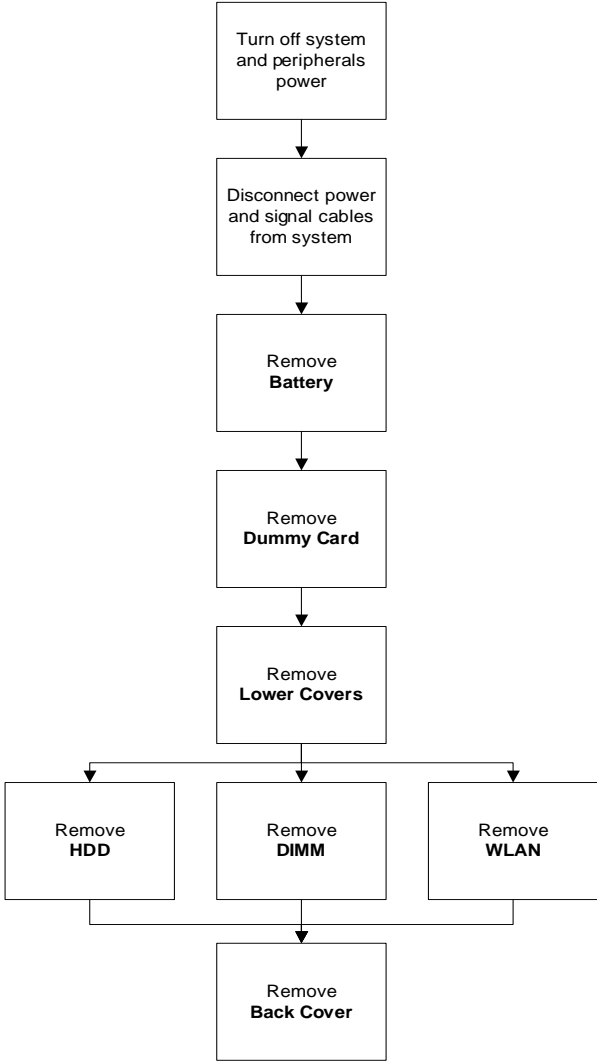 Turn off system
and peripherals
power
Disconnect power
and signal cables
from system
Remove
Battery
Remove
Dummy Card
Remove
Lower Covers
Remove
HDD
Remove
DIMM
Remove
WLAN
Remove
Back Cover